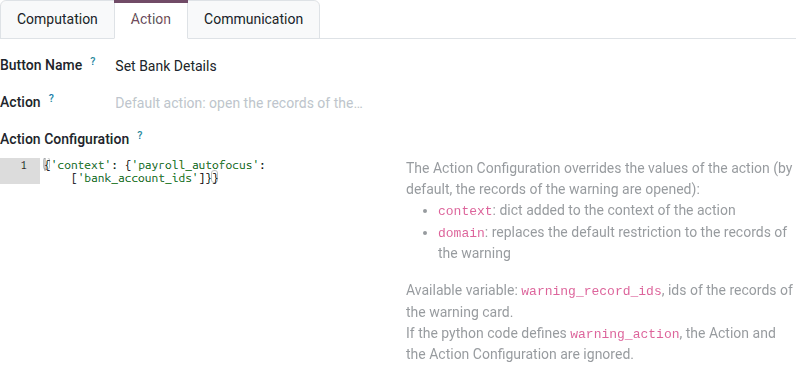 Computation
Action
Communication
Button Name ?
Set Bank Details
Action ?
Default action: open the records of the…
Action Configuration ?
1
{'context': {'payroll_autofocus':
['bank_account_ids']}}
The Action Configuration overrides the values of the action (by
default, the records of the warning are opened):
• context: dict added to the context of the action
• domain: replaces the default restriction to the records of
the warning
Available variable: warning_record_ids, ids of the records of
the warning card.
If the python code defines warning_action, the Action and
the Action Configuration are ignored.